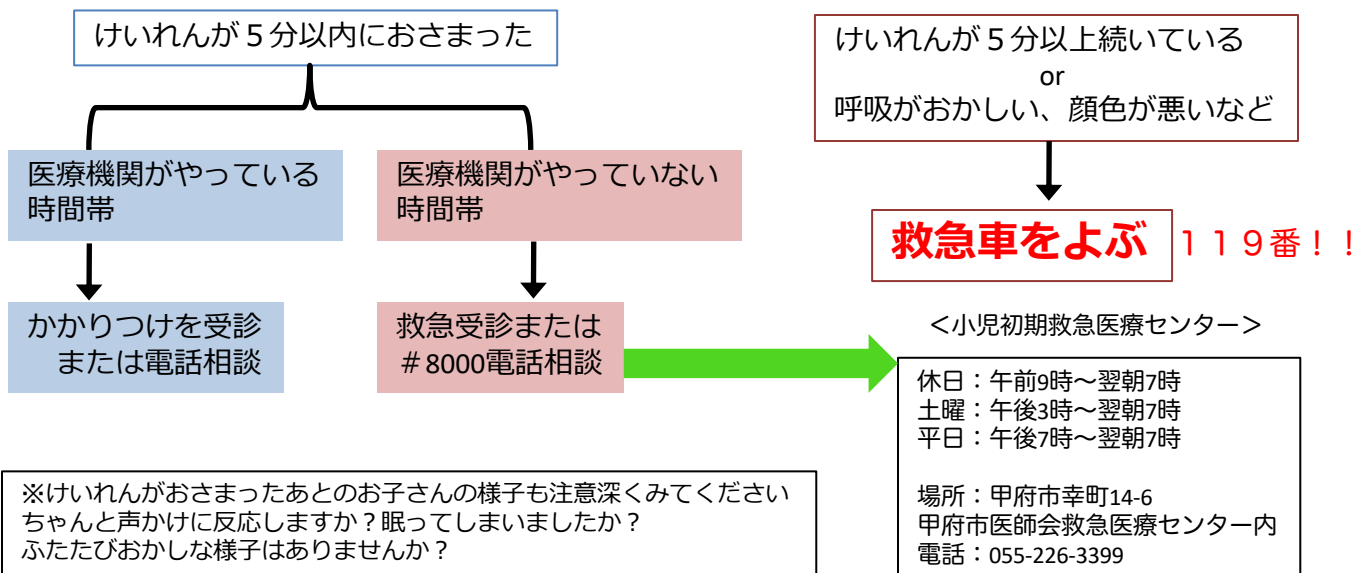 けいれんが５分以内におさまった
けいれんが５分以上続いている
or
呼吸がおかしい、顔色が悪いなど
医療機関がやっている
時間帯
医療機関がやっていない
時間帯
救急車をよぶ １１９番！！
かかりつけを受診
または電話相談
救急受診または
＃8000電話相談
＜小児初期救急医療センター＞
休日：午前9時～翌朝7時
土曜：午後3時～翌朝7時
平日：午後7時～翌朝7時
場所：甲府市幸町14-6
甲府市医師会救急医療センター内
電話：055-226-3399
※けいれんがおさまったあとのお子さんの様子も注意深くみてください
ちゃんと声かけに反応しますか？眠ってしまいましたか？
ふたたびおかしな様子はありませんか？